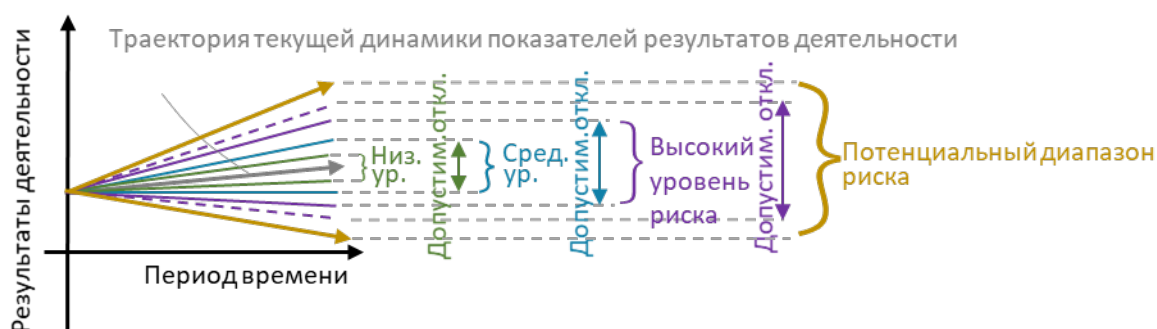 Результаты деятельности
Траектория текущей динамики показателей результатов деятельности
Низ.
ур.
Допустим. откл.
Сред.
ур.
Допустим. откл.
Высокий
уровень
риска
Допустим. откл.
Потенциальный диапазон
риска
Период времени